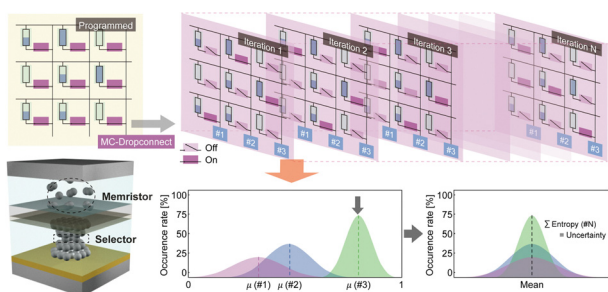 Programmed
Iteration 1
Iteration 2
Iteration 3
Iteration N
MC-Dropconnect
#1
#2
#3
#1
#2
#3
#1
#2
#3
#1
#2
#3
Off
On
Memristor
Selector
Occurence rate [%]
100
75
50
25
0
0
μ (#1)
μ (#2)
μ (#3)
1
Occurence rate [%]
100
75
50
25
0
Mean
∑ Entropy (#N)
= Uncertainty